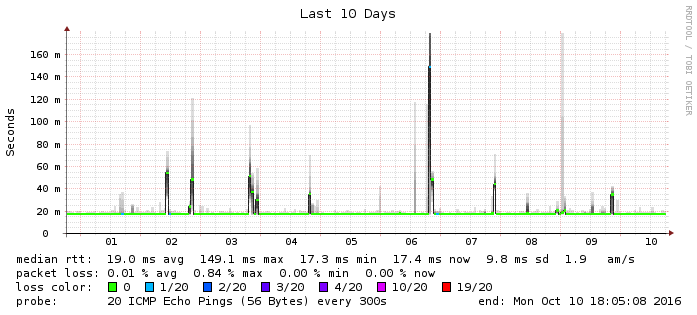 Last 10 Days
RRDTOOL / TOBI OETIKER
Seconds
160 m
140 m
120 m
100 m
80 m
60 m
40 m
20 m
0
01 02 03 04 05 06 07 08 09 10
median rtt: 19.0 ms avg 149.1 ms max 17.3 ms min 17.4 ms now 9.8 ms sd 1.9 am/s
packet loss: 0.01 % avg 0.84 % max 0.00 % min 0.00 % now
loss color: 0 1/20 2/20 3/20 4/20 10/20 19/20
probe: 20 ICMP Echo Pings (56 Bytes) every 300s end: Mon Oct 10 18:05:08 2016